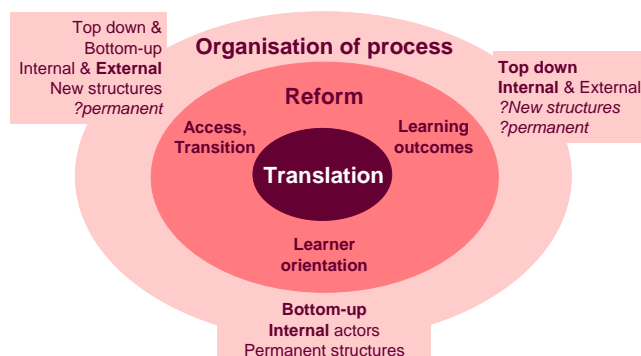 Top down &
Bottom-up
Internal & External
New structures
?permanent
Organisation of process
Top down
Internal & External
?New structures
?permanent
Reform
Access,
Transition
Learning
outcomes
Translation
Learner
orientation
Bottom-up
Internal actors
Permanent structures